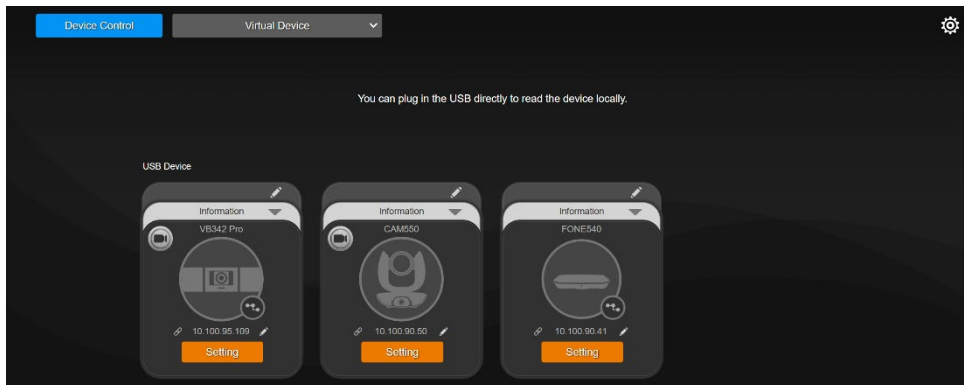 Device Control
Virtual Device
You can plug in the USB directly to read the device locally.
USB Device
Information
VB342 Pro
10.100.95.109
Setting
Information
CAM550
10.100.90.50
Setting
Information
FONE540
10.100.90.41
Setting